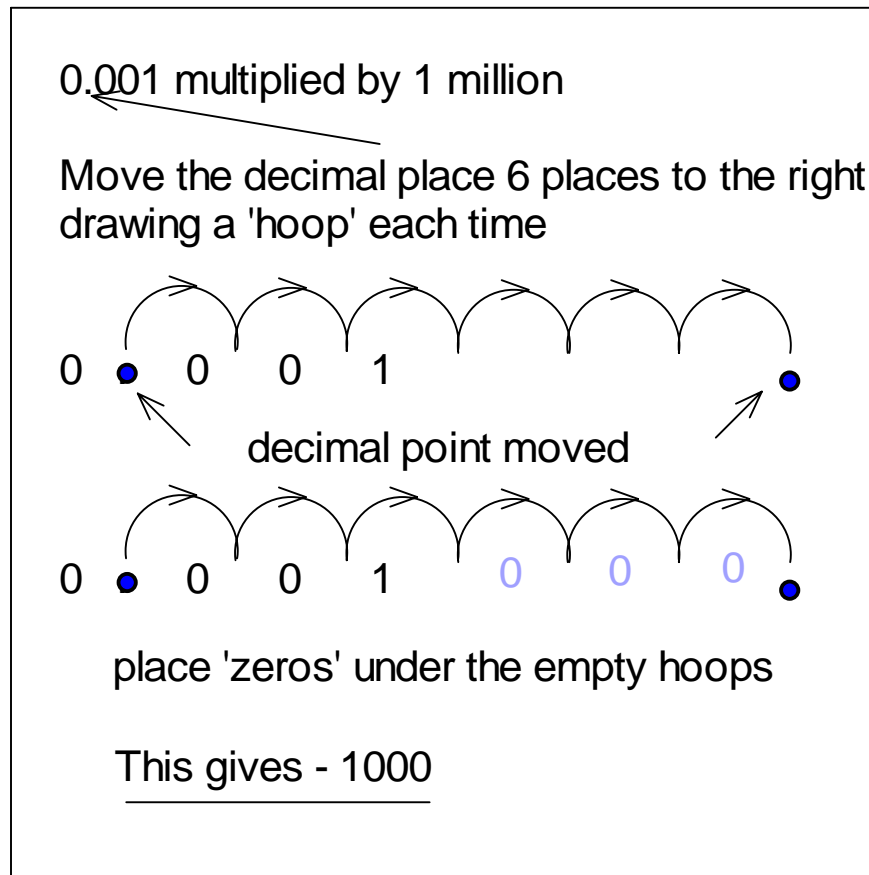 0.001 multiplied by 1 million
Move the decimal place 6 places to the right
drawing a 'hoop' each time
0 . 0 0 1
decimal point moved
0 . 0 0 1 0 0 0
place 'zeros' under the empty hoops
This gives - 1000